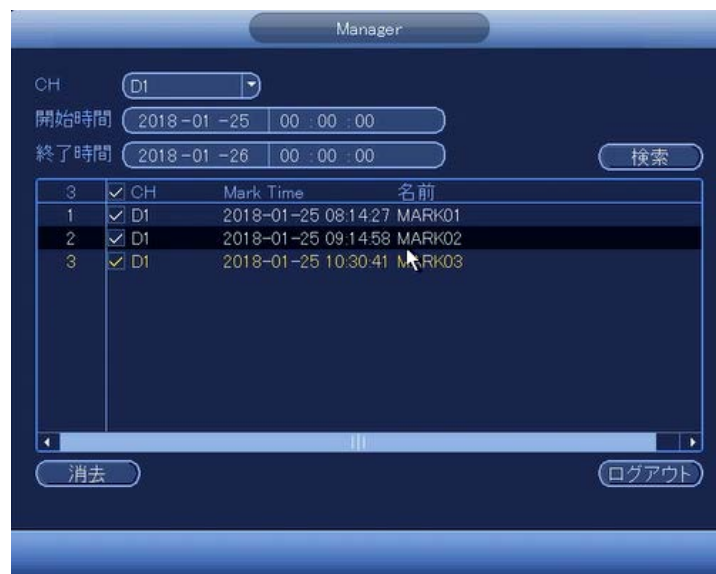 Manager
CH D1
開始時間 2018-01-25 00:00:00
終了時間 2018-01-26 00:00:00 検索
3 CH Mark Time 名前
1 D1 2018-01-25 08:14:27 MARK01
2 D1 2018-01-25 09:14:58 MARK02
3 D1 2018-01-25 10:30:41 MARK03
消去 ログアウト